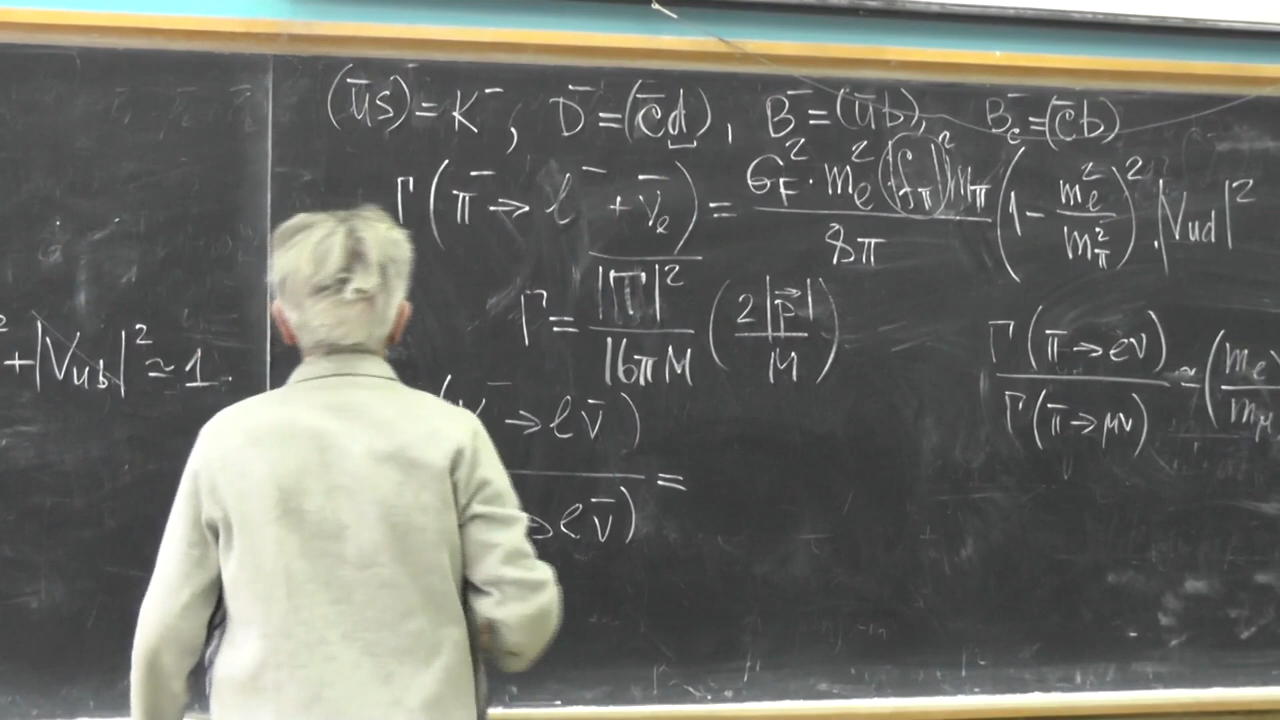 (ūs) = K⁻, D⁻ = (c̄d), B⁻ = (ūb), B_c⁻ = (c̄b)
Γ(π⁻ → ℓ⁻ + ν̄_ℓ) = G_F² · m_ℓ² (f_π)² m_π / 8π (1 − m_ℓ² / m_π²)² · |V_ud|²
Γ = |T|² / 16πM (2|p⃗| / M)
+ |V_ub|² ≃ 1
Γ(π → eν) / Γ(π → μν) ≃ (m_e / m_μ
→ ℓν̄) / ℓν̄) =